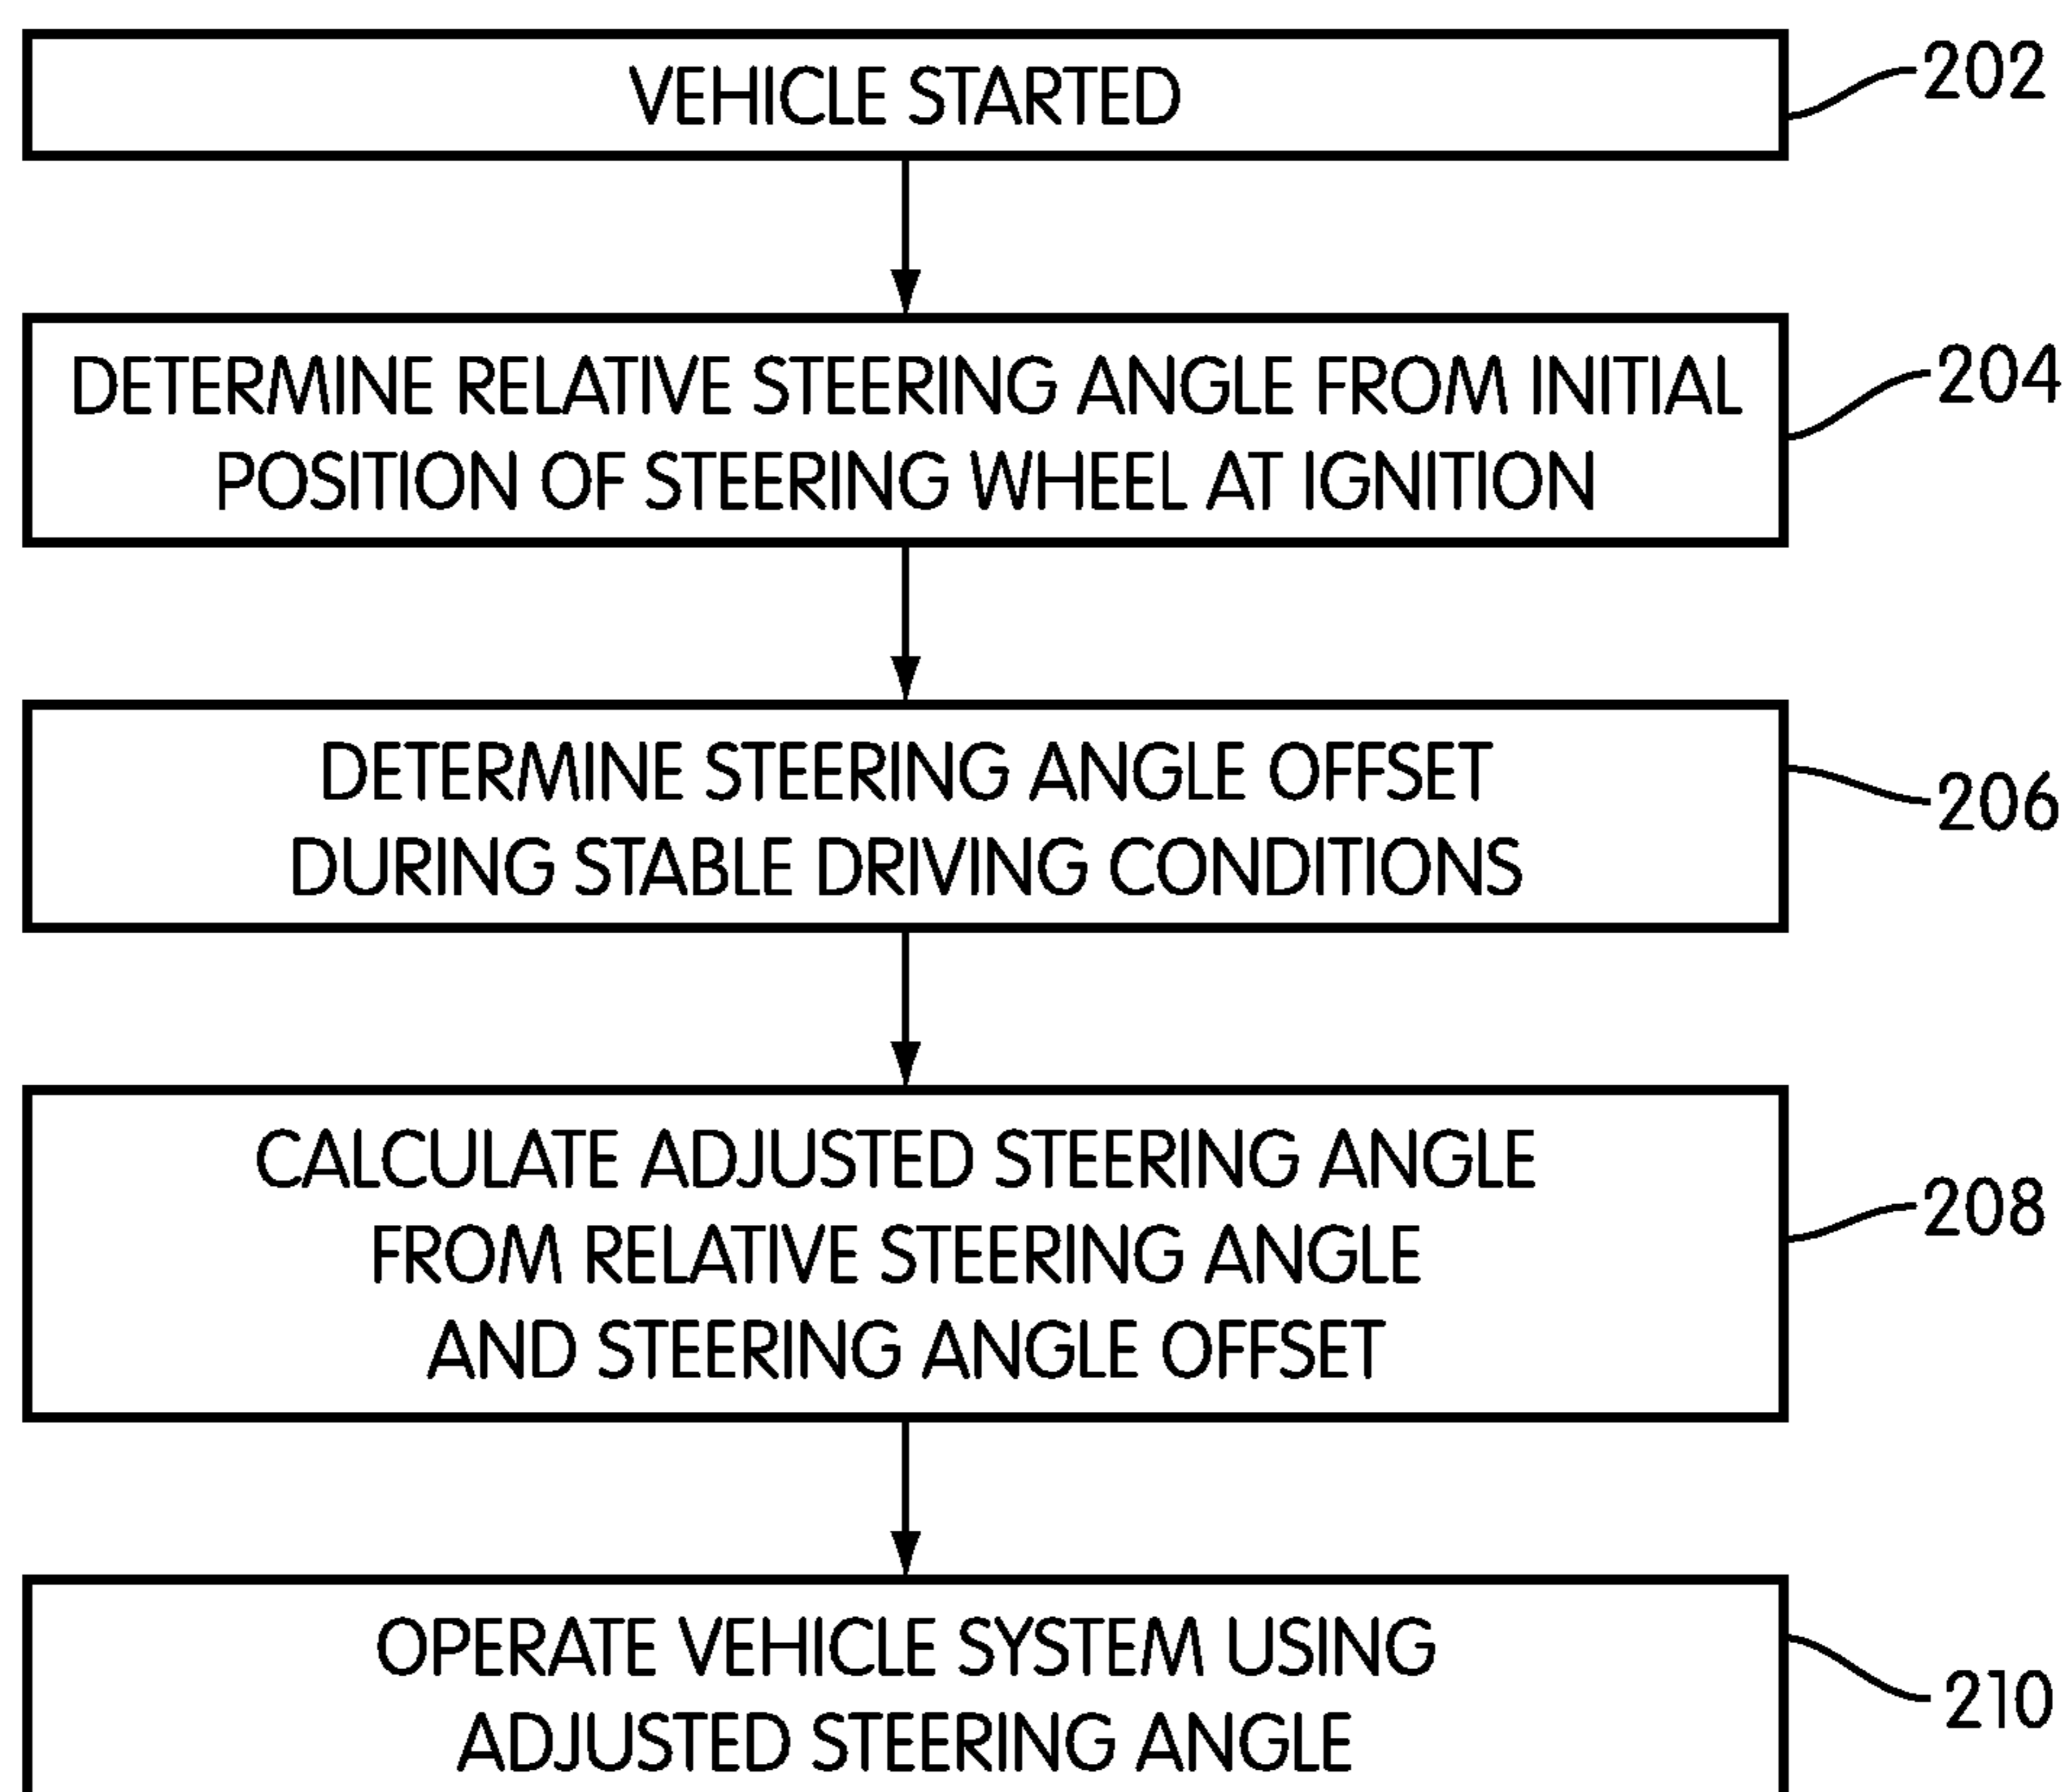 VEHICLE STARTED
202
DETERMINE RELATIVE STEERING ANGLE FROM INITIAL
POSITION OF STEERING WHEEL AT IGNITION
204
DETERMINE STEERING ANGLE OFFSET
DURING STABLE DRIVING CONDITIONS
206
CALCULATE ADJUSTED STEERING ANGLE
FROM RELATIVE STEERING ANGLE
AND STEERING ANGLE OFFSET
208
OPERATE VEHICLE SYSTEM USING
ADJUSTED STEERING ANGLE
210